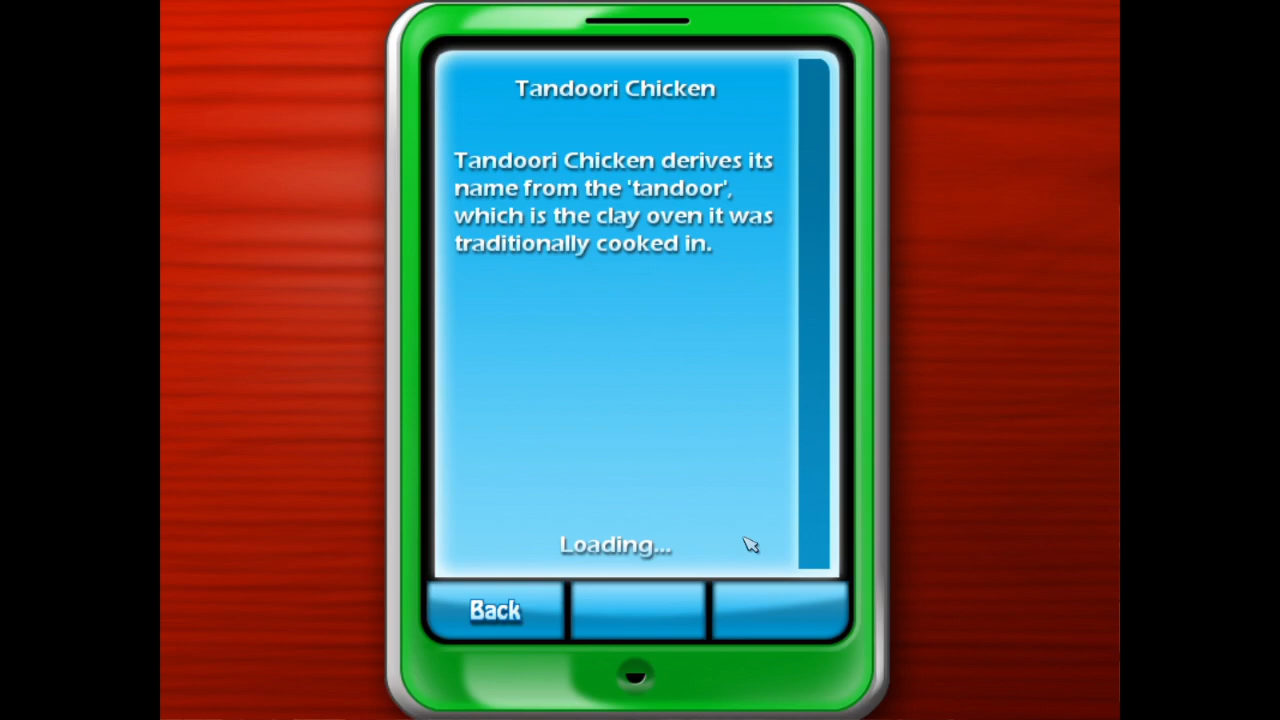 Tandoori Chicken
Tandoori Chicken derives its
name from the 'tandoor',
which is the clay oven it was
traditionally cooked in.
Loading...
Back